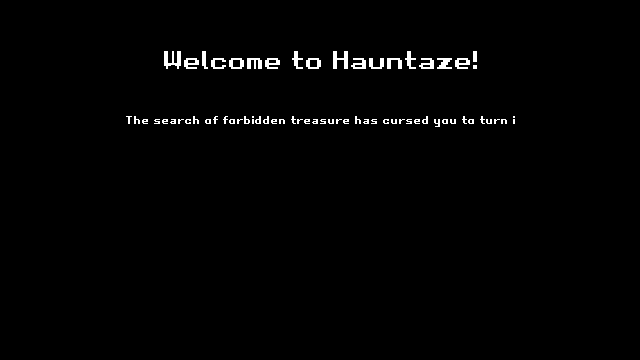 Welcome to Hauntaze!
The search of forbidden treasure has cursed you to turn i